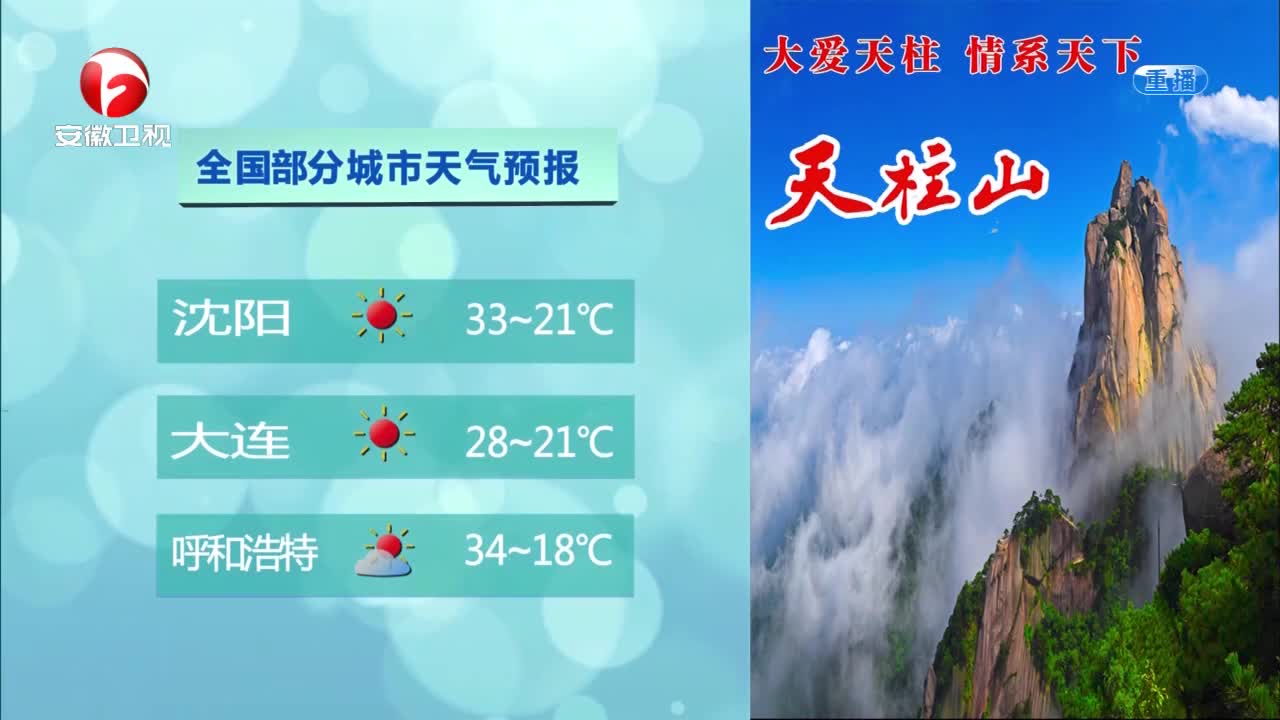 安徽卫视
全国部分城市天气预报
沈阳 33~21℃
大连 28~21℃
呼和浩特 34~18℃
大爱天柱 情系天下
重播
天柱山